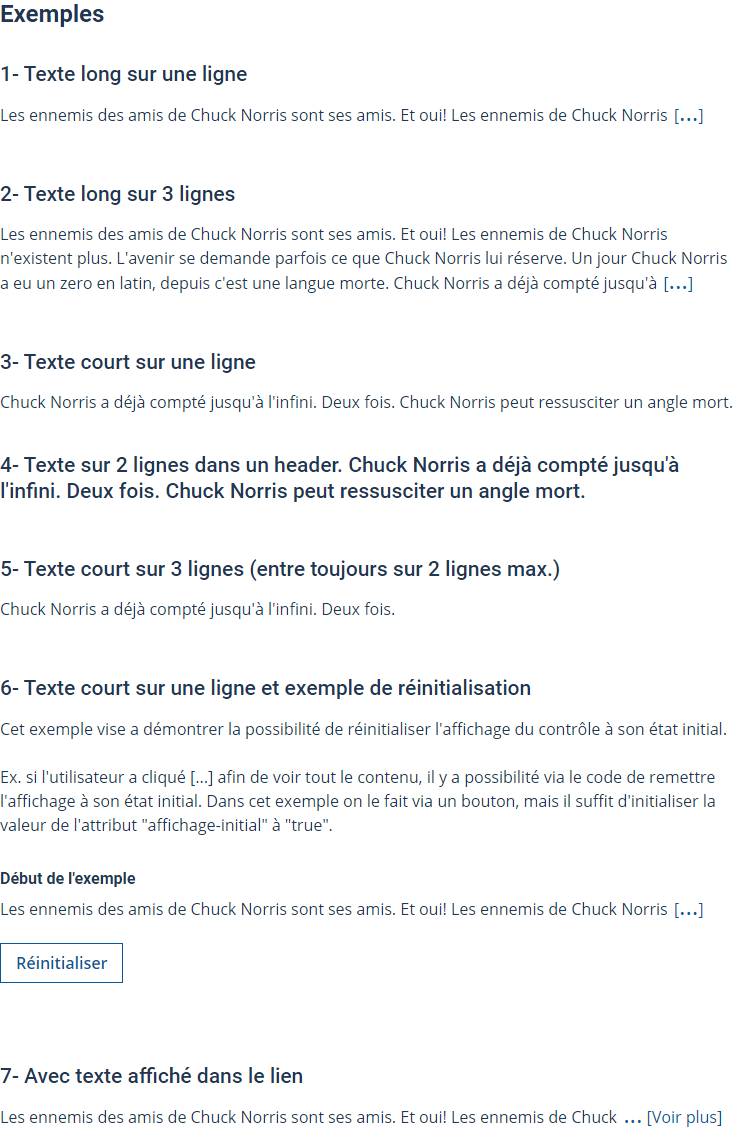 Exemples
1- Texte long sur une ligne
Les ennemis des amis de Chuck Norris sont ses amis. Et oui! Les ennemis de Chuck Norris [...]
2- Texte long sur 3 lignes
Les ennemis des amis de Chuck Norris sont ses amis. Et oui! Les ennemis de Chuck Norris
n'existent plus. L'avenir se demande parfois ce que Chuck Norris lui réserve. Un jour Chuck Norris
a eu un zero en latin, depuis c'est une langue morte. Chuck Norris a déjà compté jusqu'à [...]
3- Texte court sur une ligne
Chuck Norris a déjà compté jusqu'à l'infini. Deux fois. Chuck Norris peut ressusciter un angle mort.
4- Texte sur 2 lignes dans un header. Chuck Norris a déjà compté jusqu'à
l'infini. Deux fois. Chuck Norris peut ressusciter un angle mort.
5- Texte court sur 3 lignes (entre toujours sur 2 lignes max.)
Chuck Norris a déjà compté jusqu'à l'infini. Deux fois.
6- Texte court sur une ligne et exemple de réinitialisation
Cet exemple vise a démontrer la possibilité de réinitialiser l'affichage du contrôle à son état initial.
Ex. si l'utilisateur a cliqué [...] afin de voir tout le contenu, il y a possibilité via le code de remettre
l'affichage à son état initial. Dans cet exemple on le fait via un bouton, mais il suffit d'initialiser la
valeur de l'attribut "affichage-initial" à "true".
Début de l'exemple
Les ennemis des amis de Chuck Norris sont ses amis. Et oui! Les ennemis de Chuck Norris [...]
Réinitialiser
7- Avec texte affiché dans le lien
Les ennemis des amis de Chuck Norris sont ses amis. Et oui! Les ennemis de Chuck ... [Voir plus]